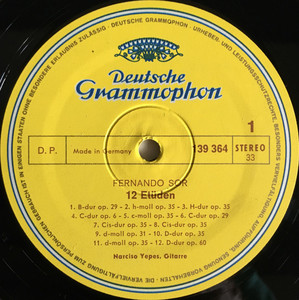 DEUTSCHE GRAMMOPHON
Deutsche
Grammophon
D. P.
Made in Germany
139 364
1
STEREO
33
FERNANDO SOR
12 Etüden
1. B-dur op. 29 - 2. h-moll op. 35 - 3. H-dur op. 35
4. C-dur op. 6 - 5. c-moll op. 35 - 6. C-dur op. 29
7. Cis-dur op. 35 - 8. Cis-dur op. 35
9. d-moll op. 31 - 10. D-dur op. 35
11. d-moll op. 35 - 12. D-dur op. 60
Narciso Yepes, Gitarre